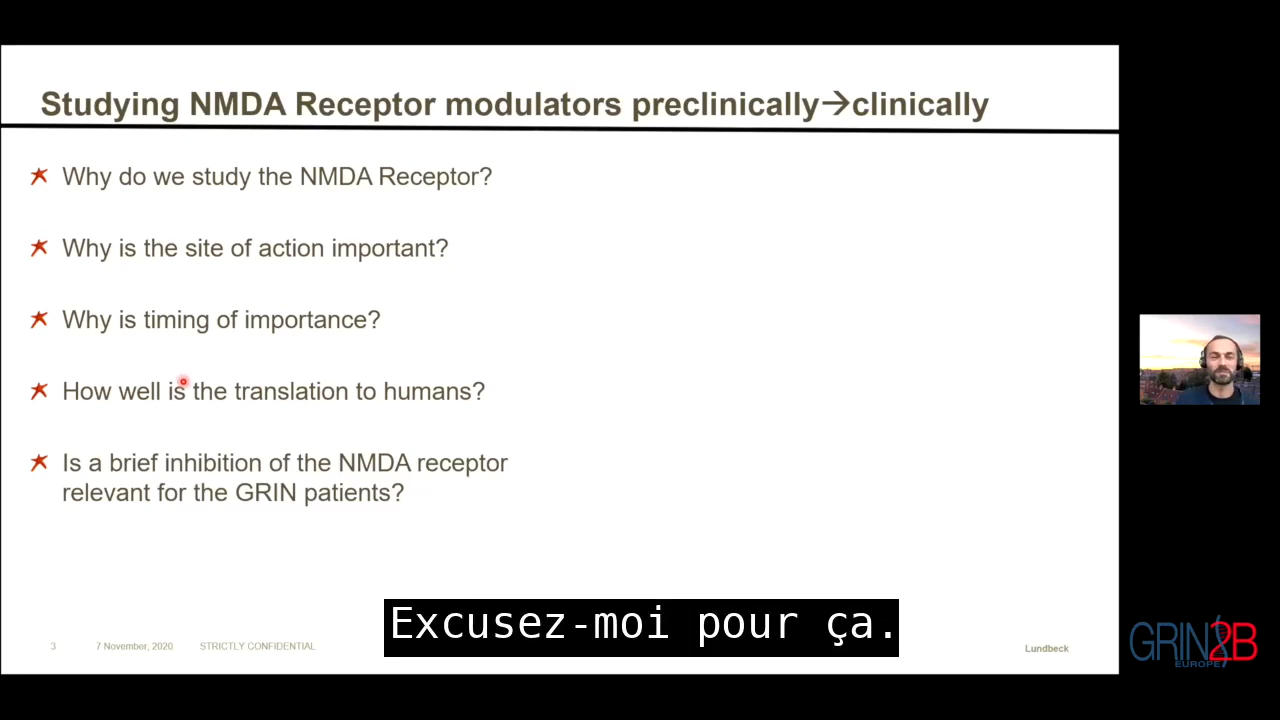 Studying NMDA Receptor modulators preclinically→clinically
Why do we study the NMDA Receptor?
Why is the site of action important?
Why is timing of importance?
How well is the translation to humans?
Is a brief inhibition of the NMDA receptor
relevant for the GRIN patients?
Excusez-moi pour ça.
3 7 November, 2020 STRICTLY CONFIDENTIAL
Lundbeck
GRIN2B
EUROPE